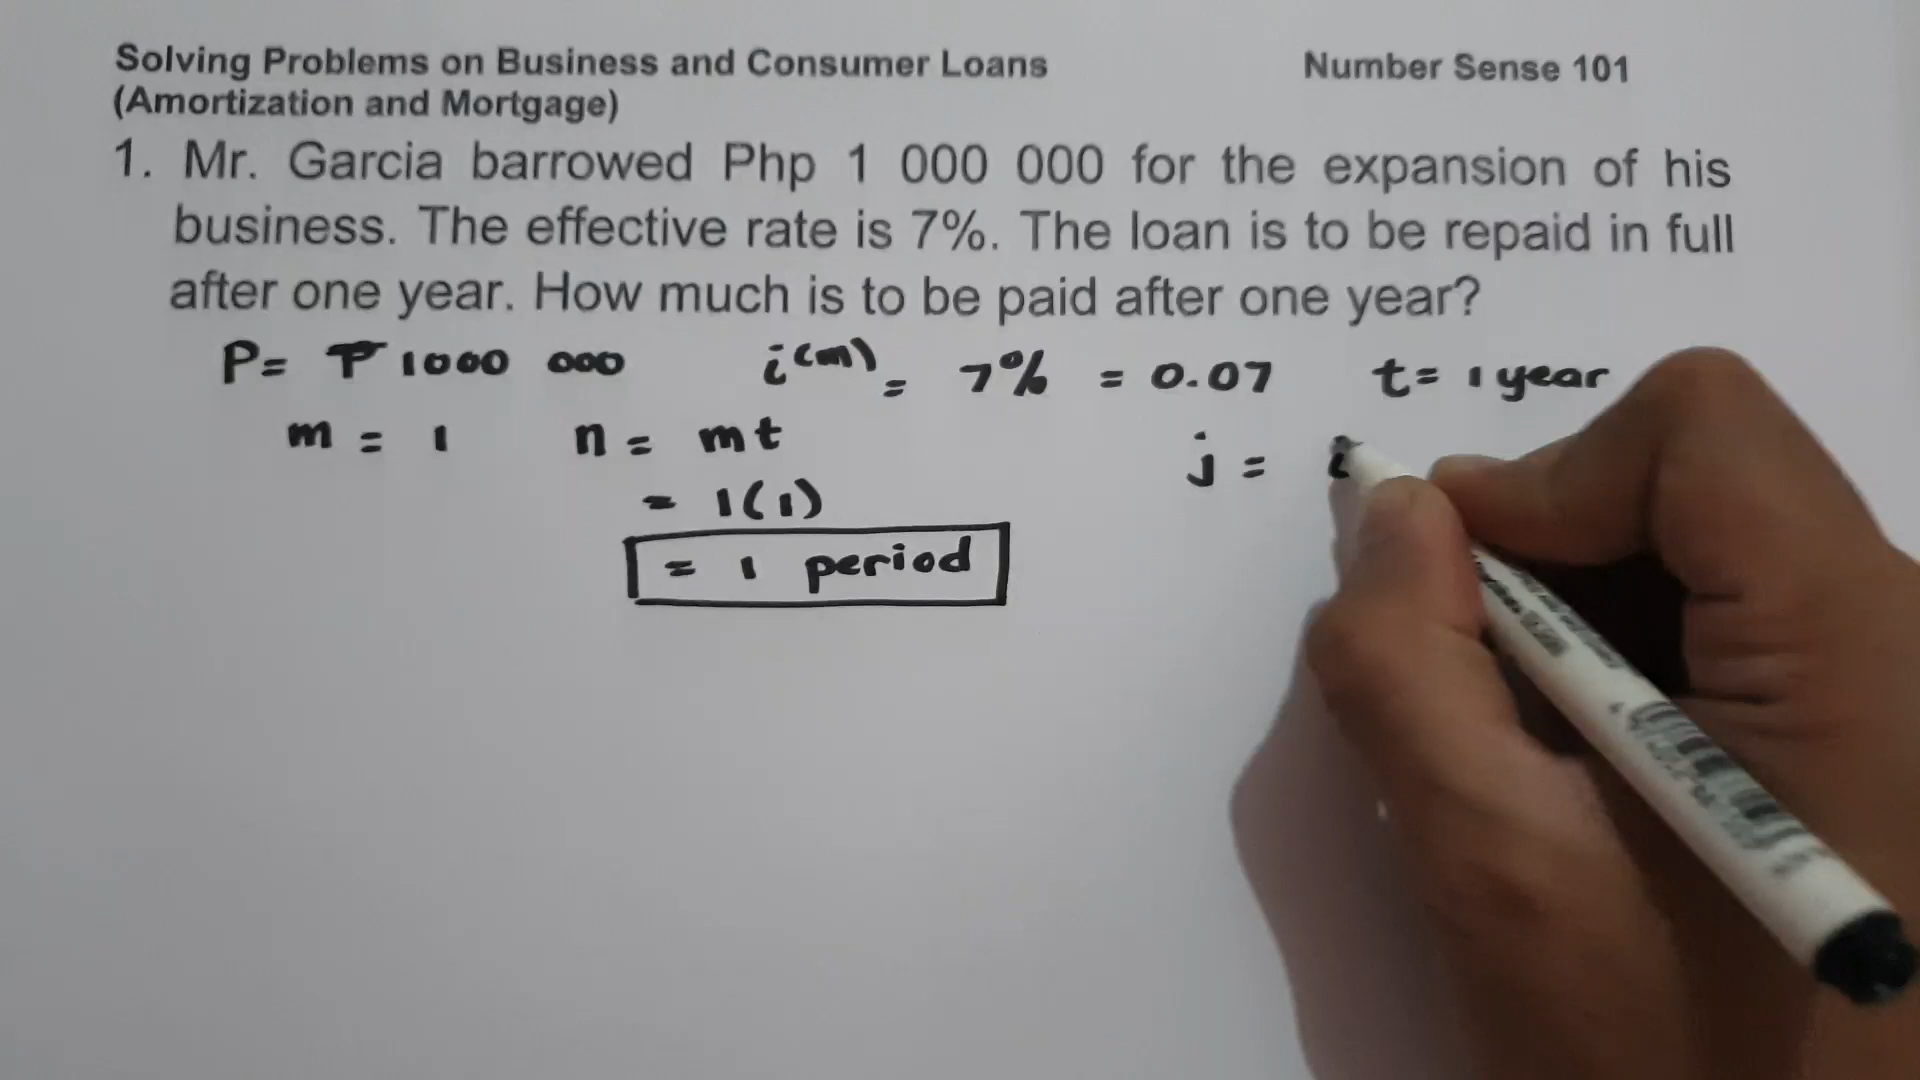 Solving Problems on Business and Consumer Loans Number Sense 101
(Amortization and Mortgage)
1. Mr. Garcia barrowed Php 1 000 000 for the expansion of his
business. The effective rate is 7%. The loan is to be repaid in full
after one year. How much is to be paid after one year?
P = ₱ 1000 000 i^(m) = 7% = 0.07 t = 1 year
m = 1 n = mt j = i
= 1(1)
= 1 period